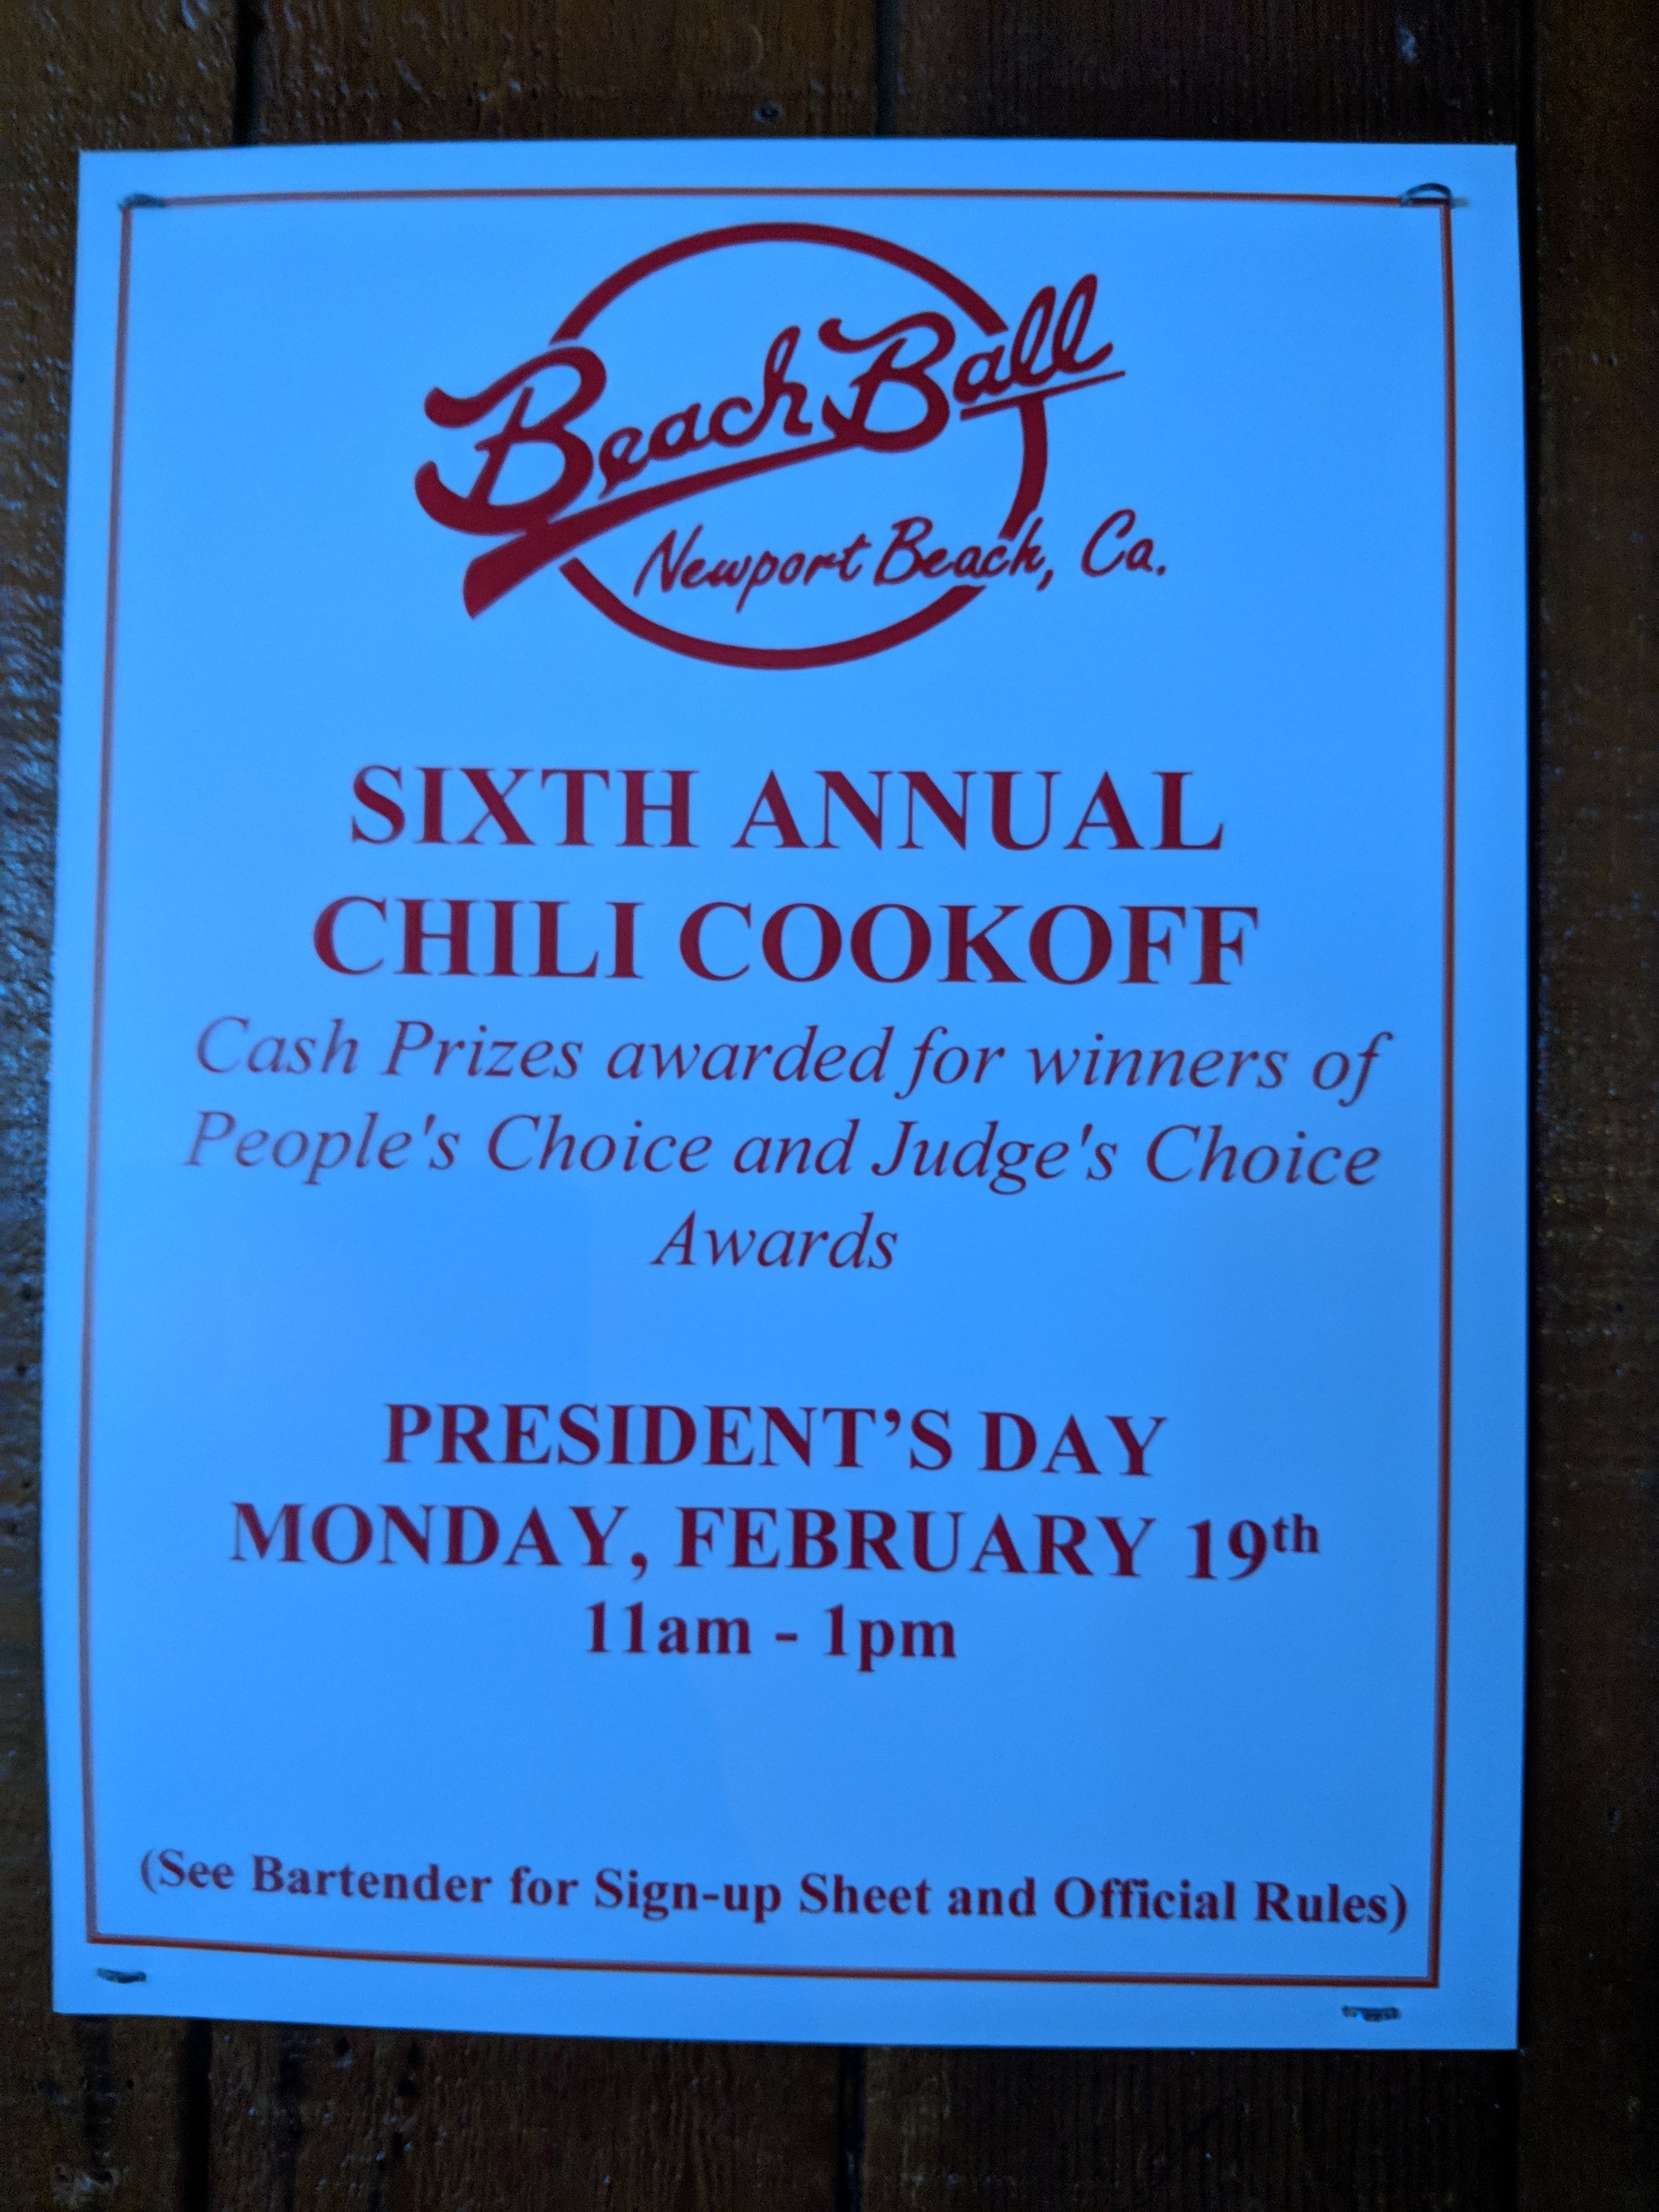 Beach Ball
Newport Beach, Ca.
SIXTH ANNUAL
CHILI COOKOFF
Cash Prizes awarded for winners of
People's Choice and Judge's Choice
Awards
PRESIDENT’S DAY
MONDAY, FEBRUARY 19th
11am - 1pm
(See Bartender for Sign-up Sheet and Official Rules)